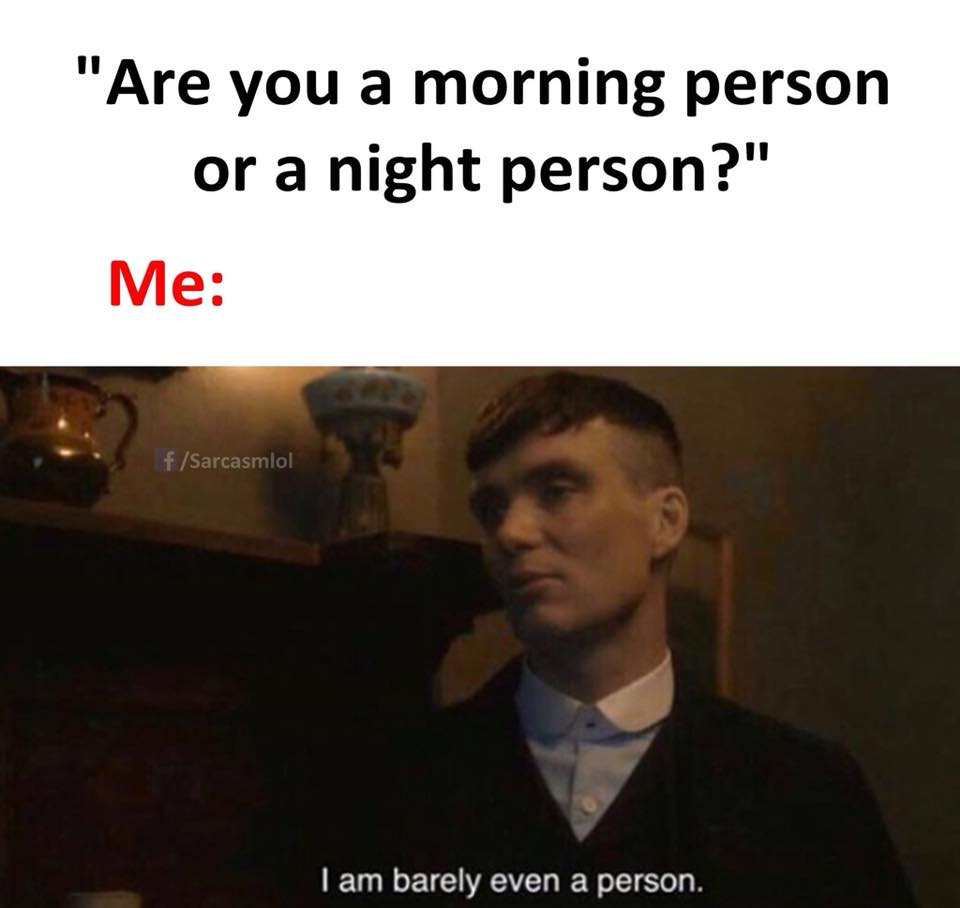 "Are you a morning person
or a night person?"
Me:
f/Sarcasmlol
I am barely even a person.